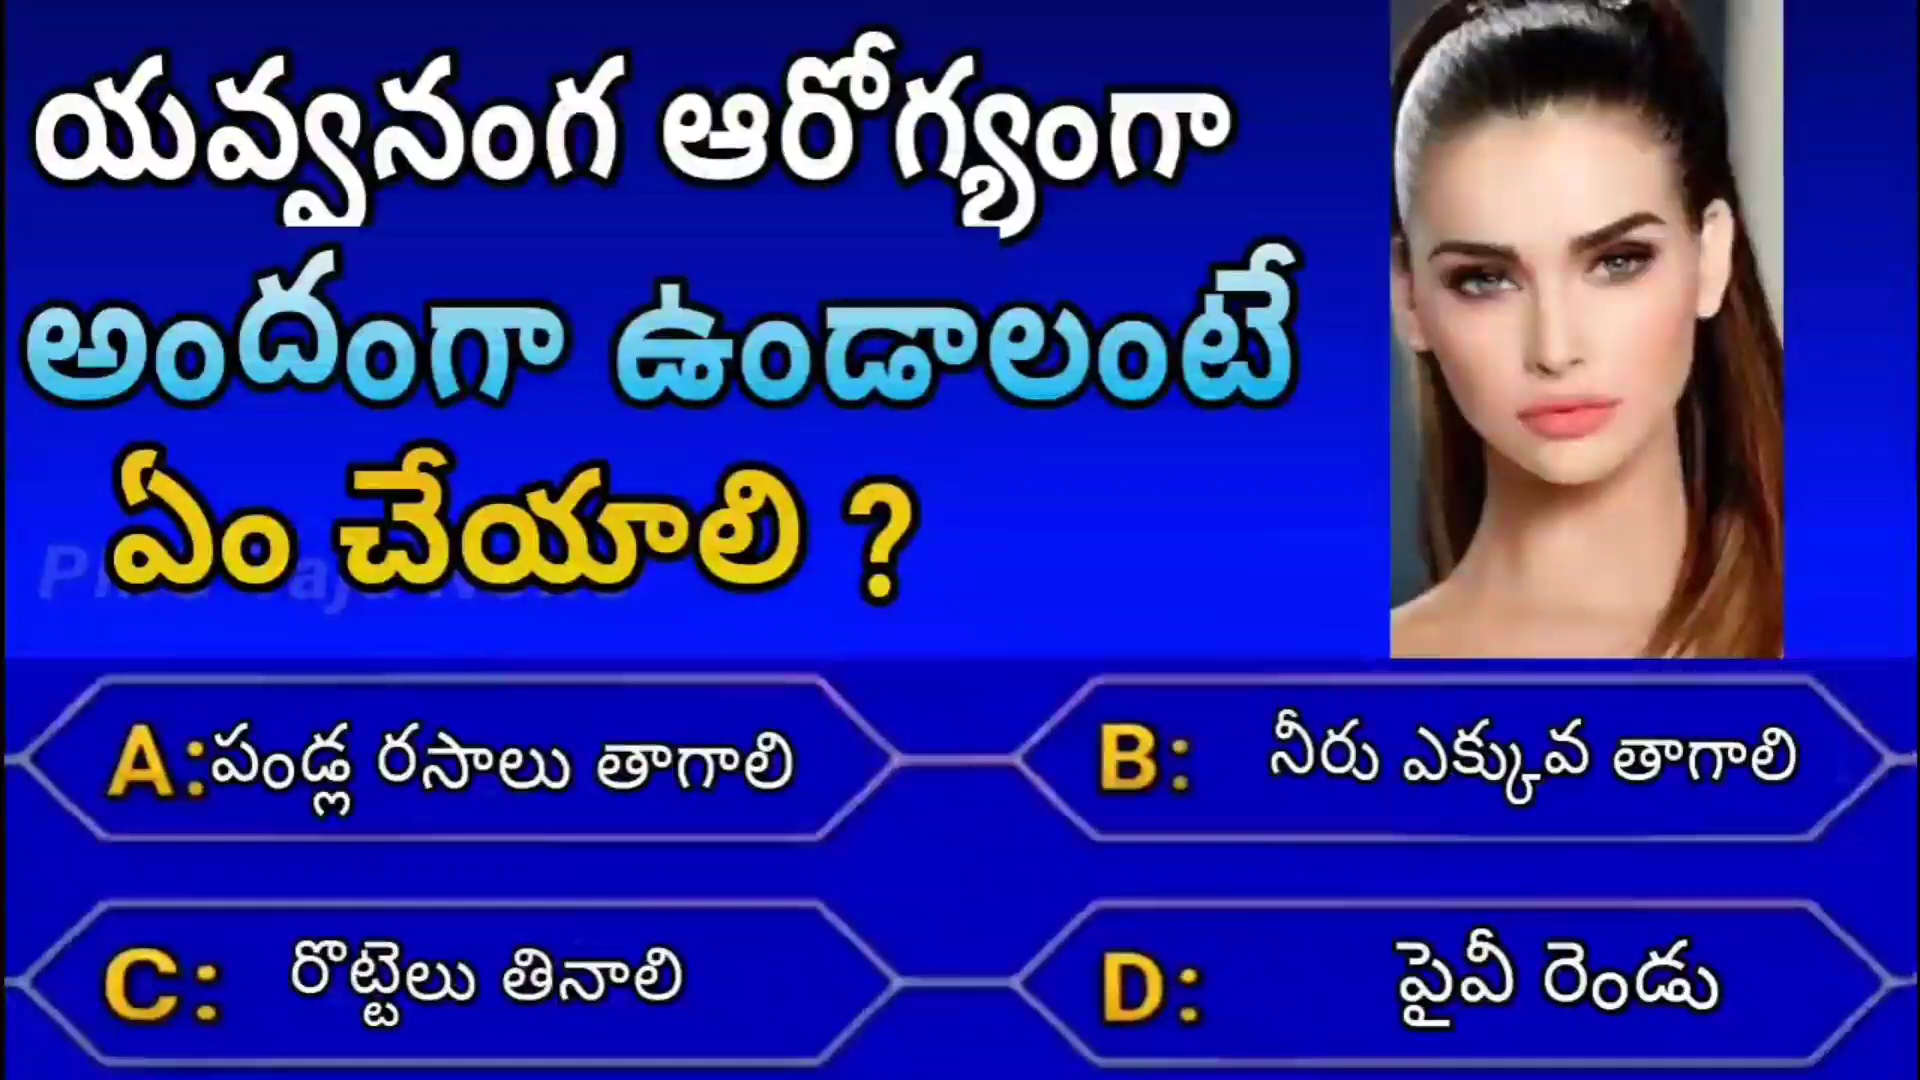 యవ్వనంగ ఆరోగ్యంగా
అందంగా ఉండాలంటే
ఏం చేయాలి ?
A: పండ్ల రసాలు తాగాలి
B: నీరు ఎక్కువ తాగాలి
C: రొట్టెలు తినాలి
D: పైవీ రెండు